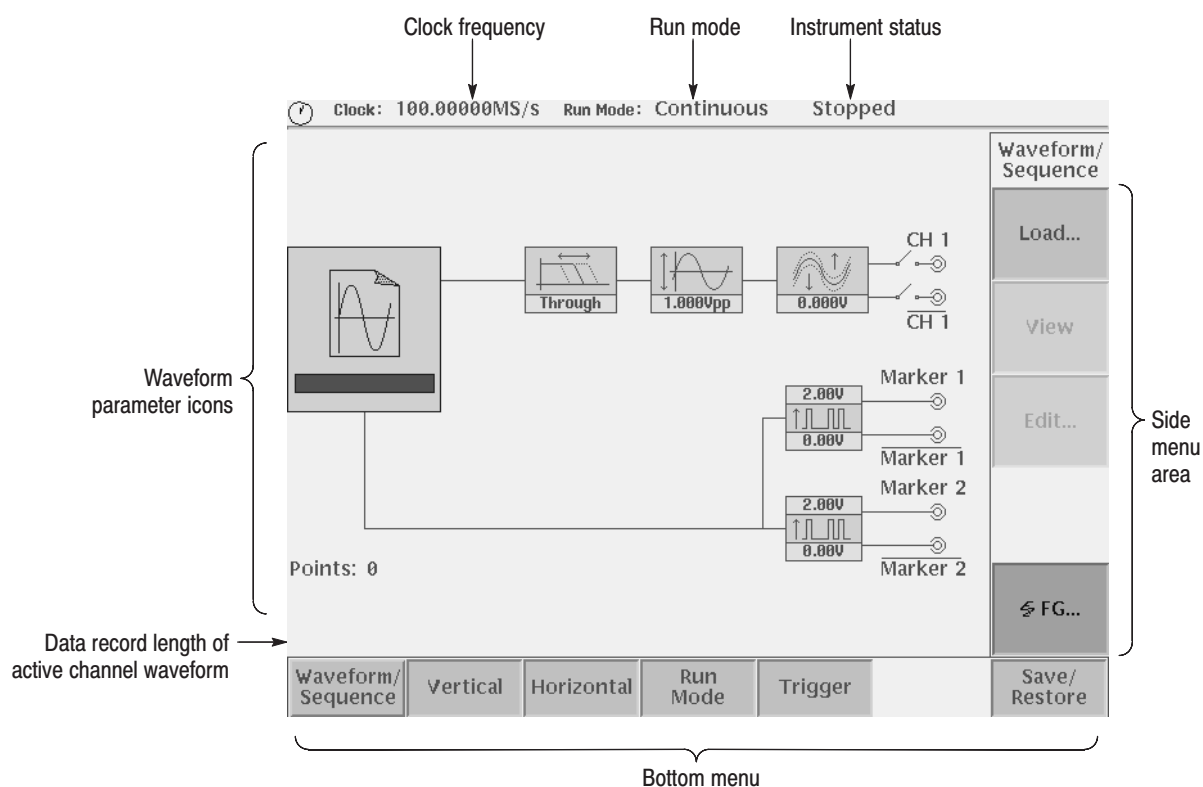 Clock frequency
Run mode
Instrument status
Clock: 100.00000MS/s Run Mode: Continuous Stopped
Waveform/
Sequence
Load...
View
Edit...
FG...
Through
1.000Vpp
0.000V
CH 1
CH 1
Waveform
parameter icons
2.00V
0.00V
Marker 1
Marker 1
2.00V
0.00V
Marker 2
Marker 2
Side
menu
area
Points: 0
Data record length of
active channel waveform
Waveform/
Sequence
Vertical
Horizontal
Run
Mode
Trigger
Save/
Restore
Bottom menu